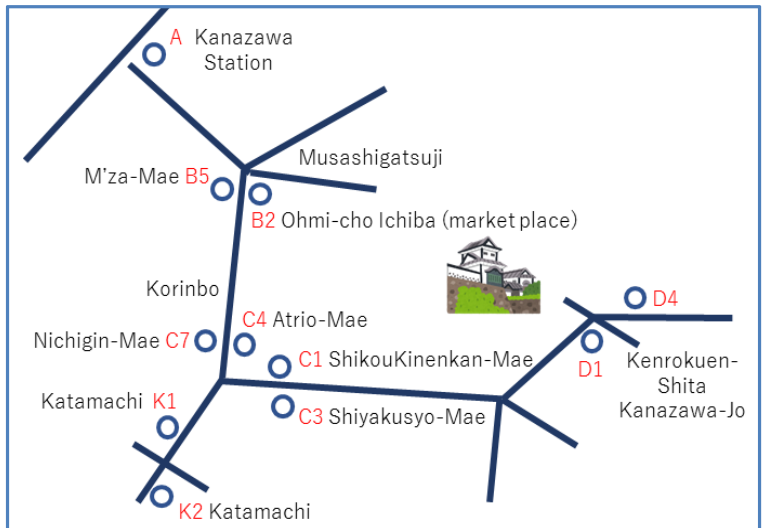 A Kanazawa
Station
Musashigatsuji
M'za-Mae B5
B2 Ohmi-cho Ichiba (market place)
Korinbo
D4
C4 Atrio-Mae
Nichigin-Mae C7
C1 ShikouKinenkan-Mae
D1
Kenrokuen-
Shita
Kanazawa-Jo
Katamachi K1
C3 Shiyakusyo-Mae
K2 Katamachi